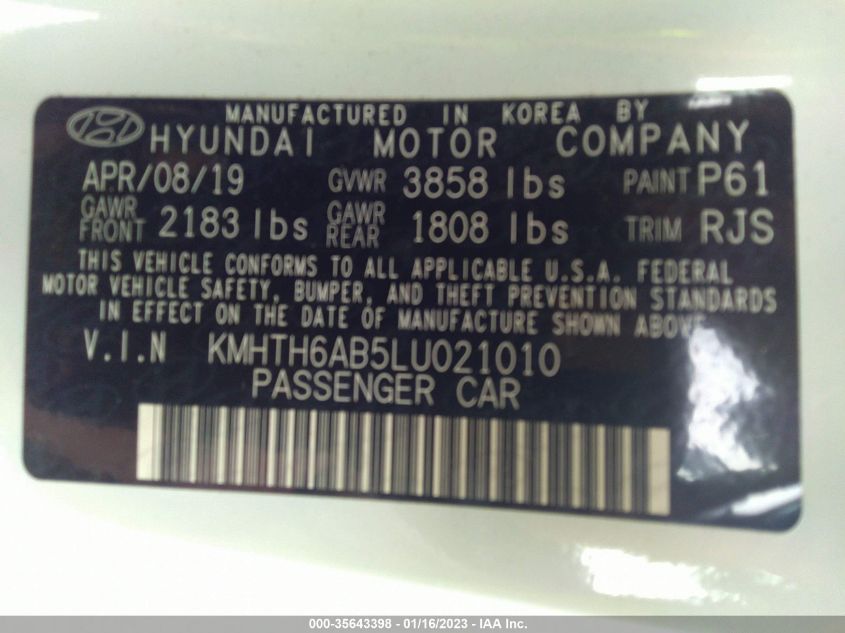 MANUFACTURED IN KOREA BY
HYUNDAI MOTOR COMPANY
APR/08/19 GVWR 3858 lbs PAINT P61
GAWR FRONT 2183 lbs GAWR REAR 1808 lbs TRIM RJS
THIS VEHICLE CONFORMS TO ALL APPLICABLE U.S.A. FEDERAL
MOTOR VEHICLE SAFETY, BUMPER, AND THEFT PREVENTION STANDARDS
IN EFFECT ON THE DATE OF MANUFACTURE SHOWN ABOVE.
V.I.N KMHTH6AB5LU021010
PASSENGER CAR
000-35643398 - 01/16/2023 - IAA Inc.